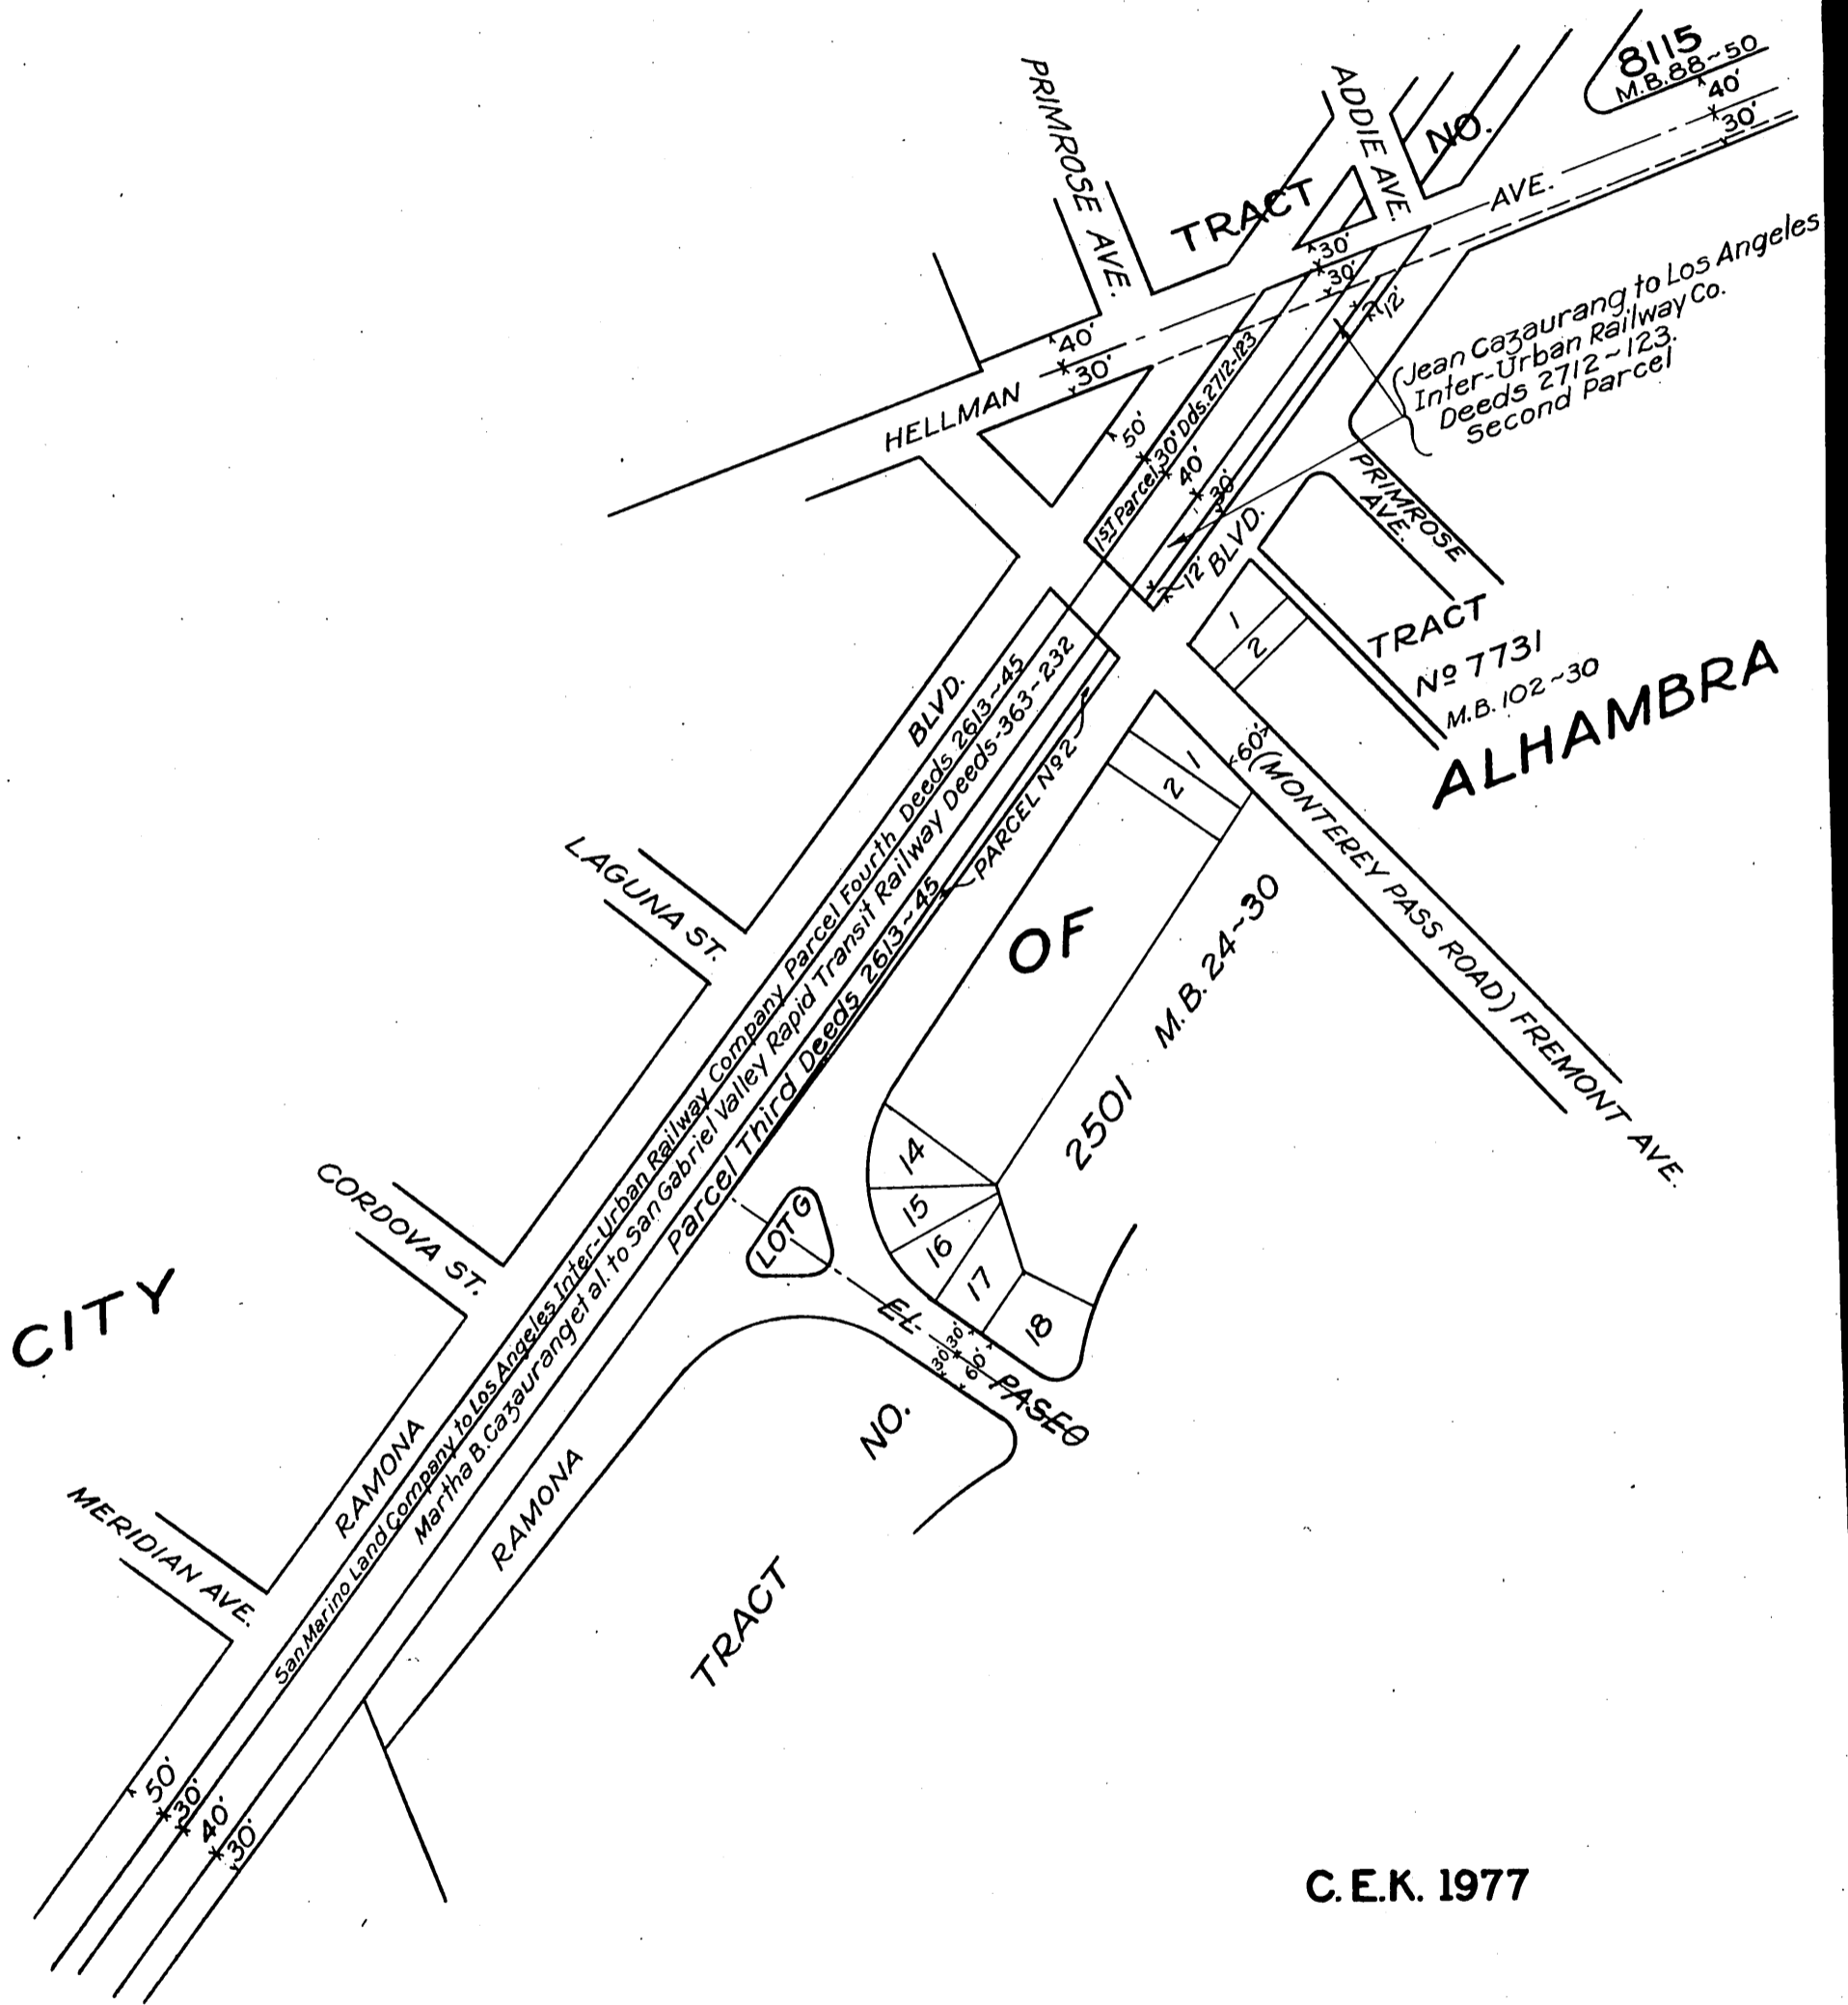 8115
M.B. 88~50
40'
30'
PRIMROSE AVE.
ADDIE AVE.
NO.
TRACT
AVE.
30'
30'
12'
40'
30'
HELLMAN
Jean Cazaurang to Los Angeles
Inter-Urban Railway Co.
Deeds 2712~123.
Second Parcel
50'
1ST Parcel 30' Dds. 2712-123
40'
30'
12'
BLVD.
PRIMROSE
AVE.
1
2
TRACT
Nº 7731
M.B. 102~30
ALHAMBRA
BLVD.
60'
(MONTEREY PASS ROAD) FREMONT AVE.
1
2
PARCEL Nº 2
LAGUNA ST.
OF
2501 M.B. 24~30
San Marino Land Company to Los Angeles Inter-Urban Railway Company Parcel Fourth Deeds 2613~45
Martha B. Cazaurang et al. to San Gabriel Valley Rapid Transit Railway Deeds-363~232
Parcel Third Deeds 2613~45
14
15
16
17
18
LOT G
CORDOVA ST.
CITY
EL PASEO
30'
30'
60'
NO.
RAMONA
RAMONA
MERIDIAN AVE.
TRACT
50'
30'
40'
30'
C.E.K. 1977